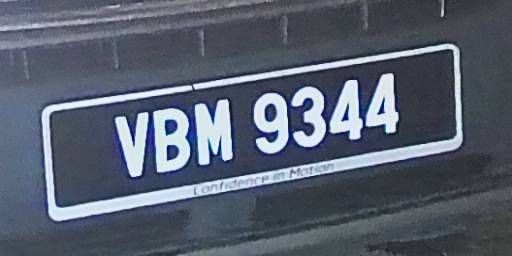 VBM 9344
Confidence in Motion